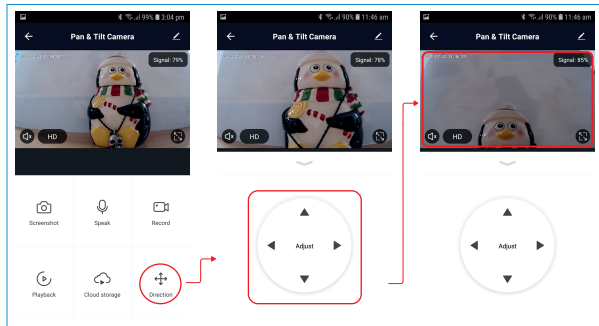 99% 3:04 pm
Pan & Tilt Camera
Signal: 79%
HD
Screenshot
Speak
Record
Playback
Cloud storage
Direction
90% 11:46 am
Pan & Tilt Camera
Signal: 78%
HD
Adjust
90% 11:46 am
Pan & Tilt Camera
Signal: 85%
HD
Adjust